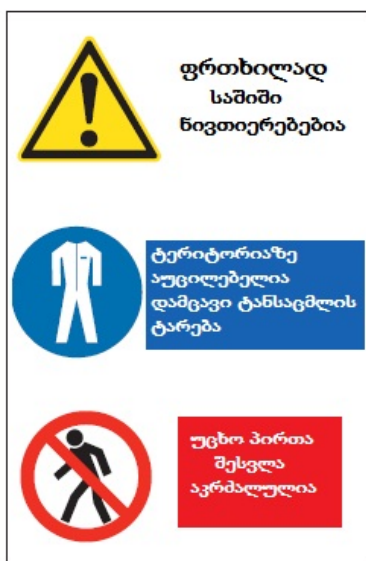 ფრთხილად
საშიში
ნივთიერებებია
ტერიტორიაზე
აუცილებელია
დამცავი ტანსაცმლის
ტარება
უცხო პირთა
შესვლა
აკრძალულია